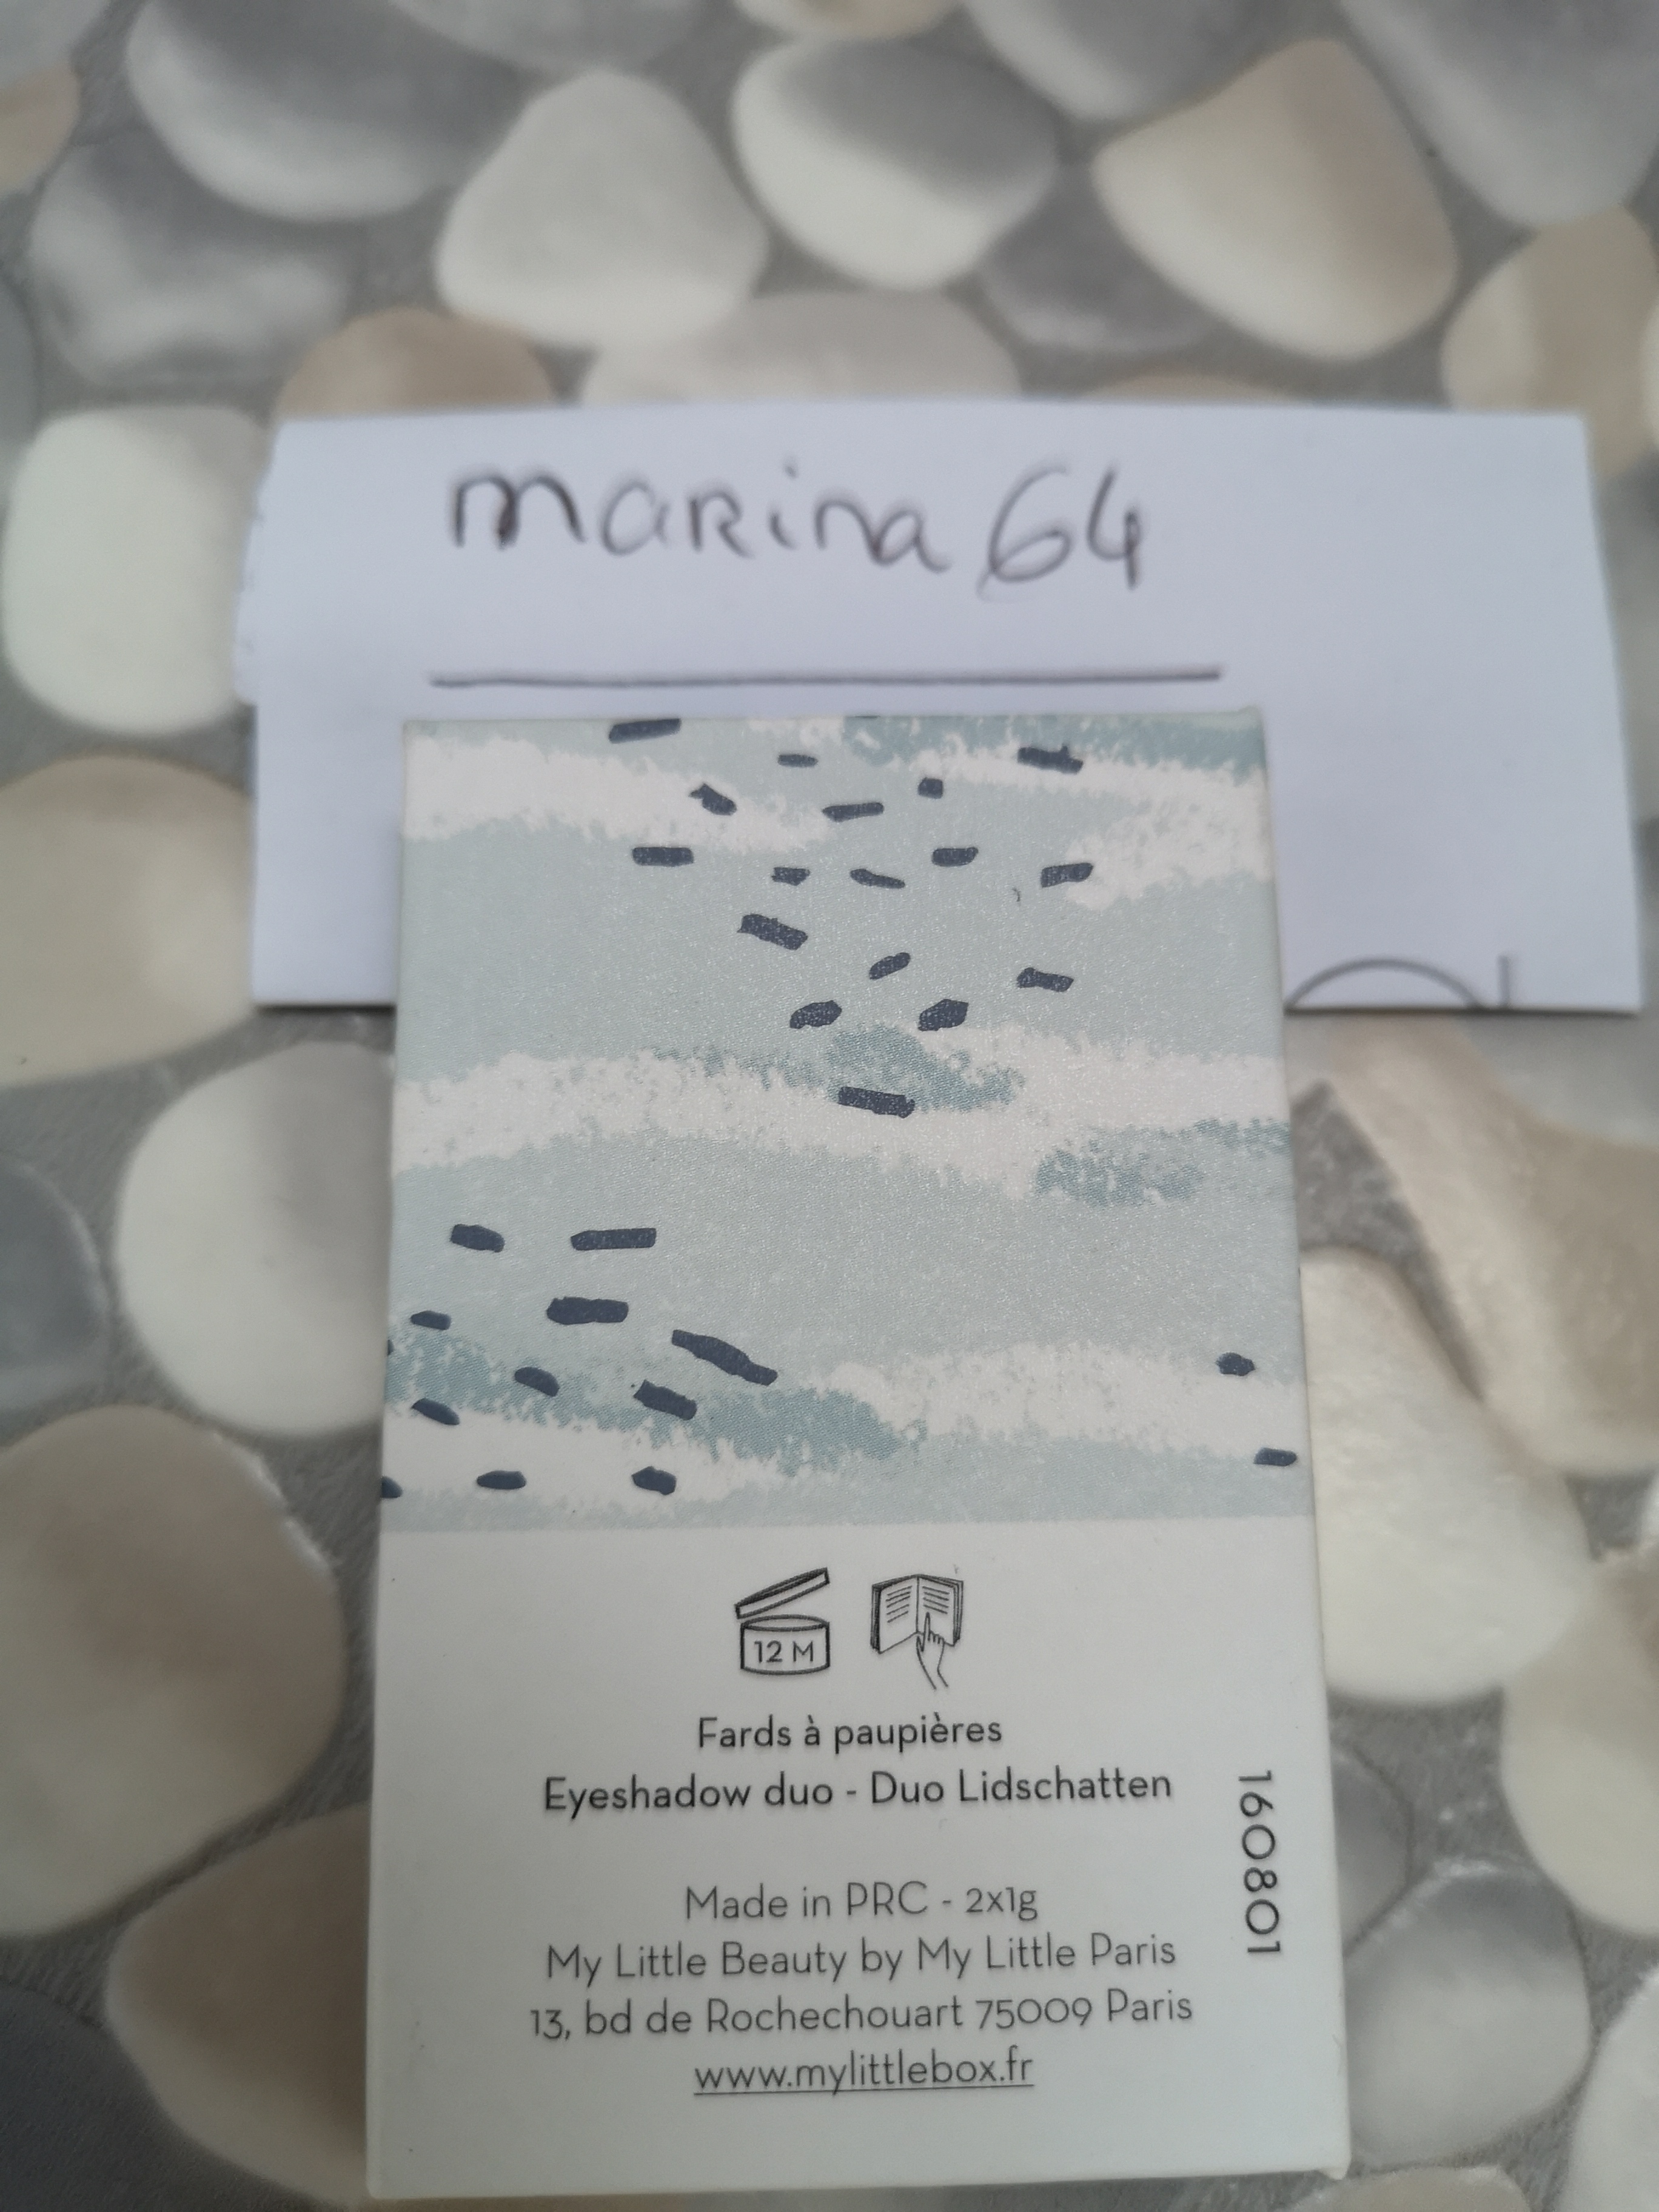 marina 64
12 M
Fards à paupières
Eyeshadow duo - Duo Lidschatten
160801
Made in PRC - 2x1g
My Little Beauty by My Little Paris
13, bd de Rochechouart 75009 Paris
www.mylittlebox.fr